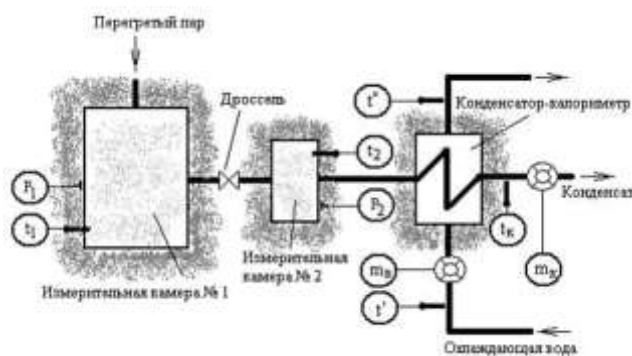 Перегретый пар
Дроссель
t"
Конденсатор-калориметр
P₁
t₁
t₂
P₂
Конденсат
Измерительная камера № 1
Измерительная
камера № 2
tк
mв
mк
t'
Охлаждающая вода